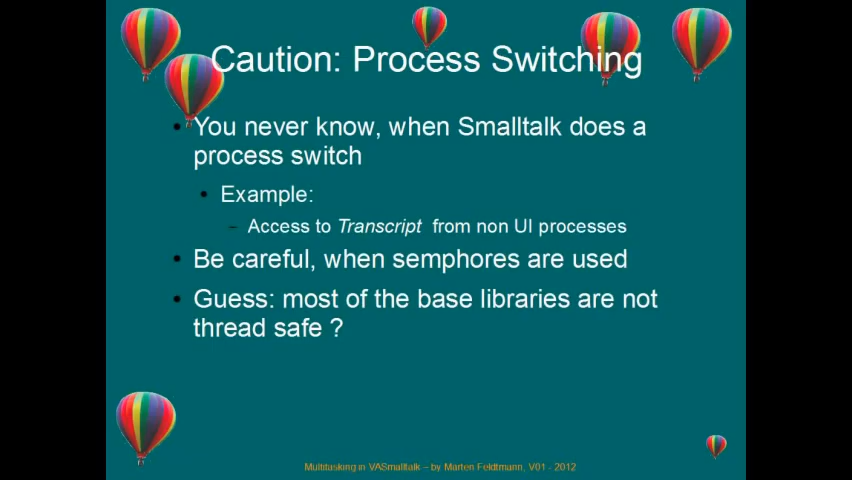 Caution: Process Switching
• You never know, when Smalltalk does a
process switch
• Example:
– Access to Transcript from non UI processes
• Be careful, when semphores are used
• Guess: most of the base libraries are not
thread safe ?
Multitasking in VASmalltalk – by Marten Feldtmann, V01 - 2012